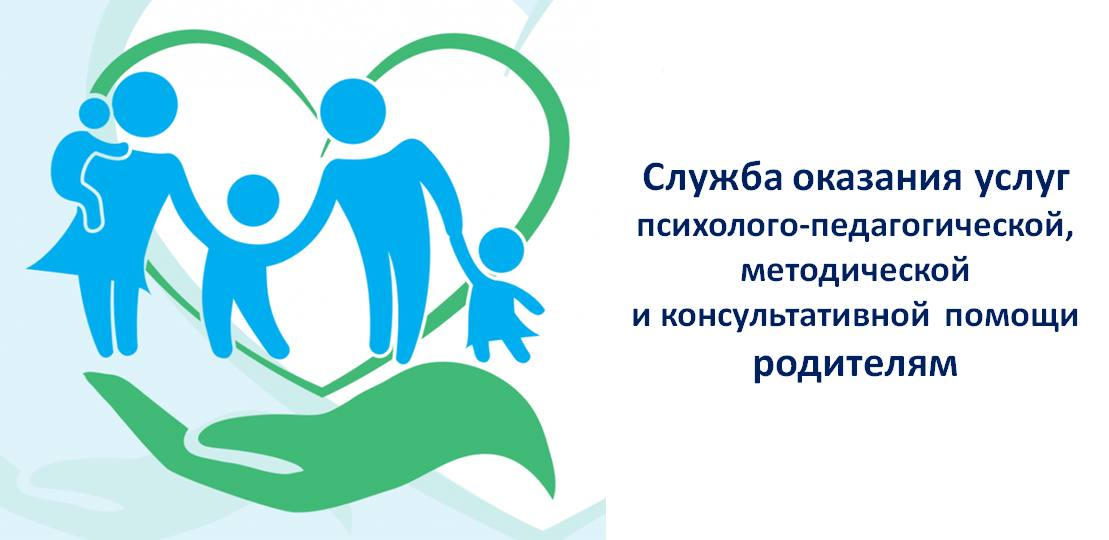 Служба оказания услуг
психолого-педагогической,
методической
и консультативной помощи
родителям